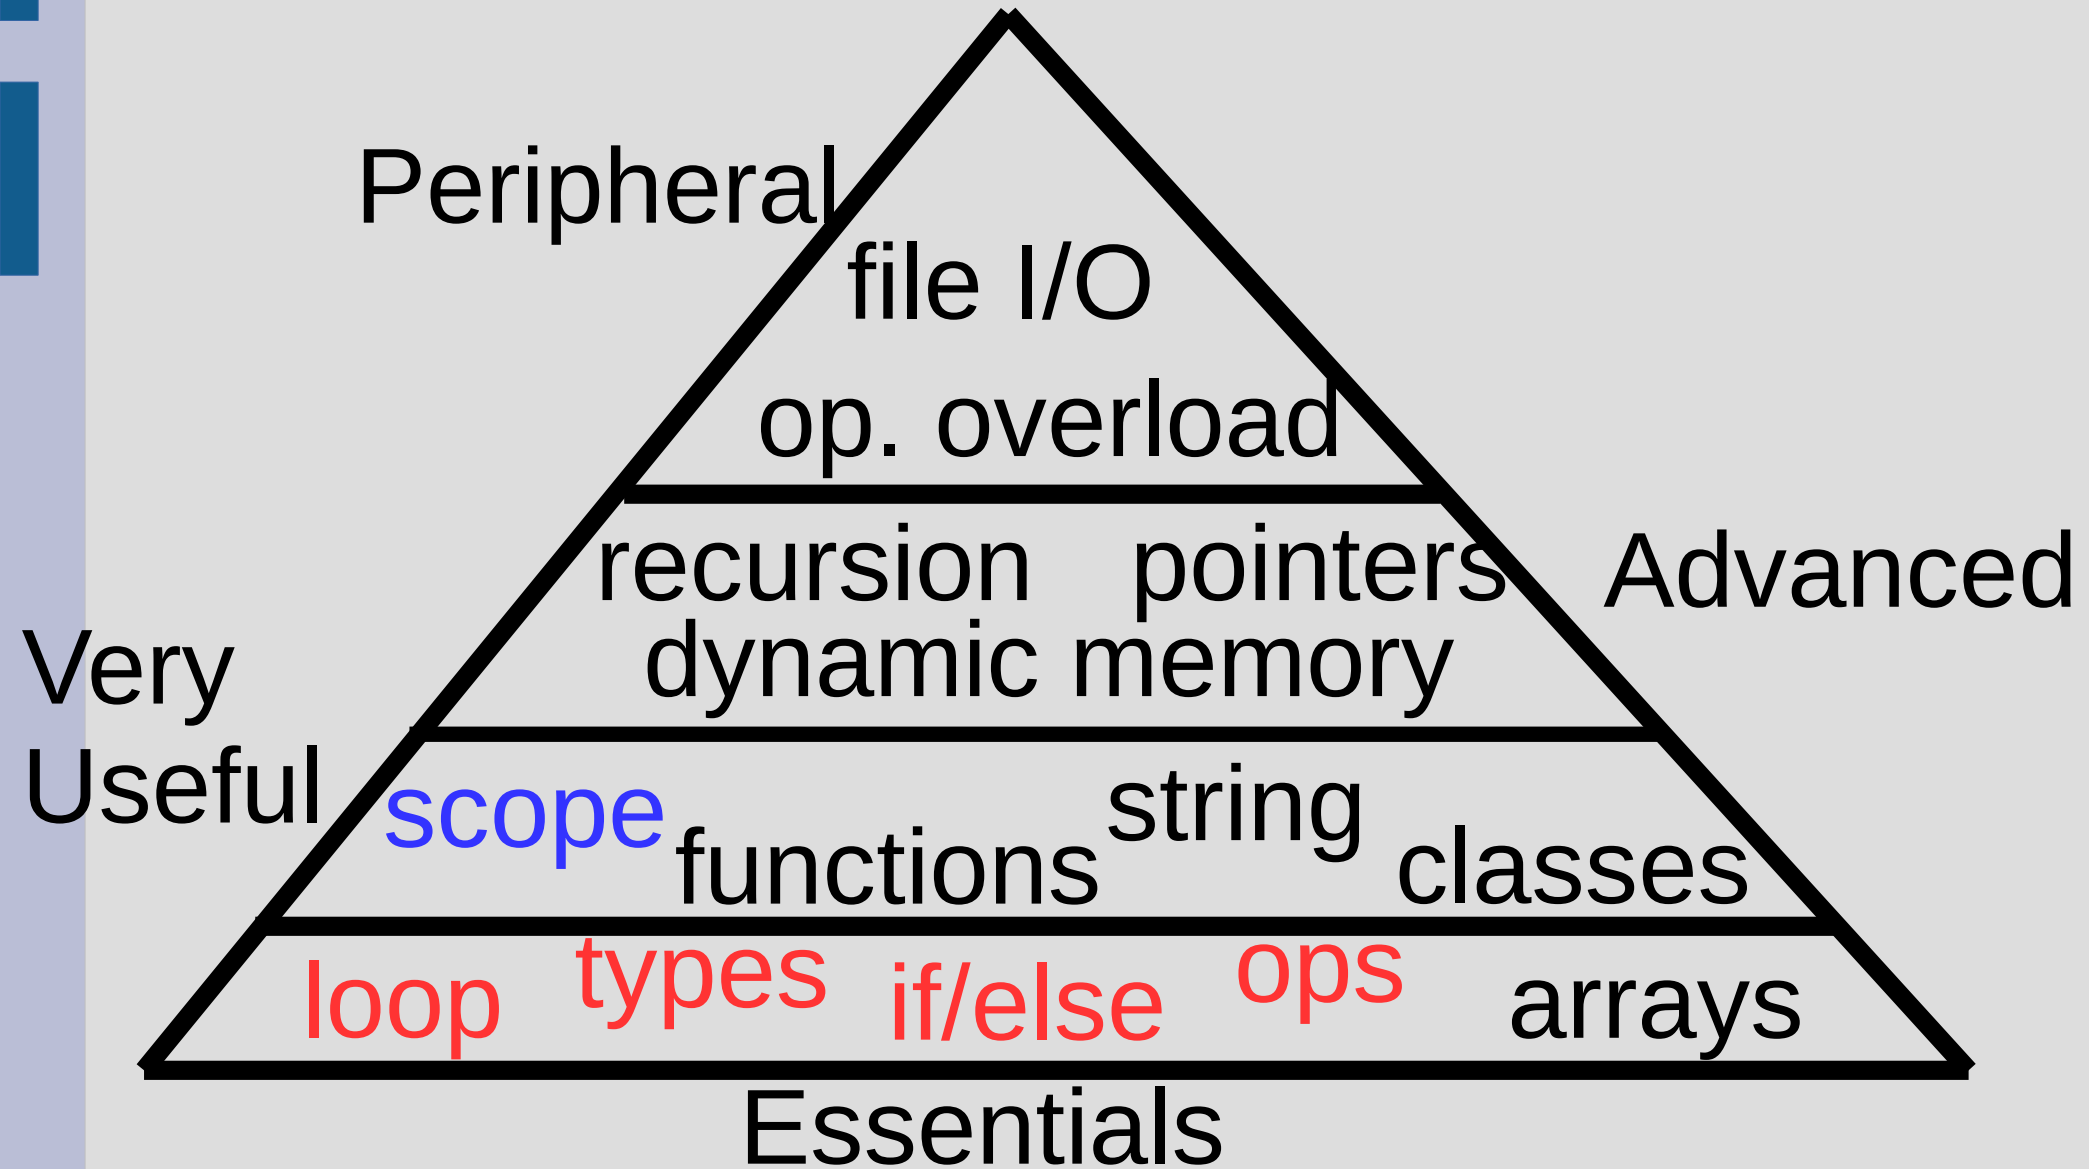 Peripheral
file I/O
op. overload
recursion pointers
Advanced
dynamic memory
Very
Useful
scope
functions
string
classes
loop
types
if/else
ops
arrays
Essentials